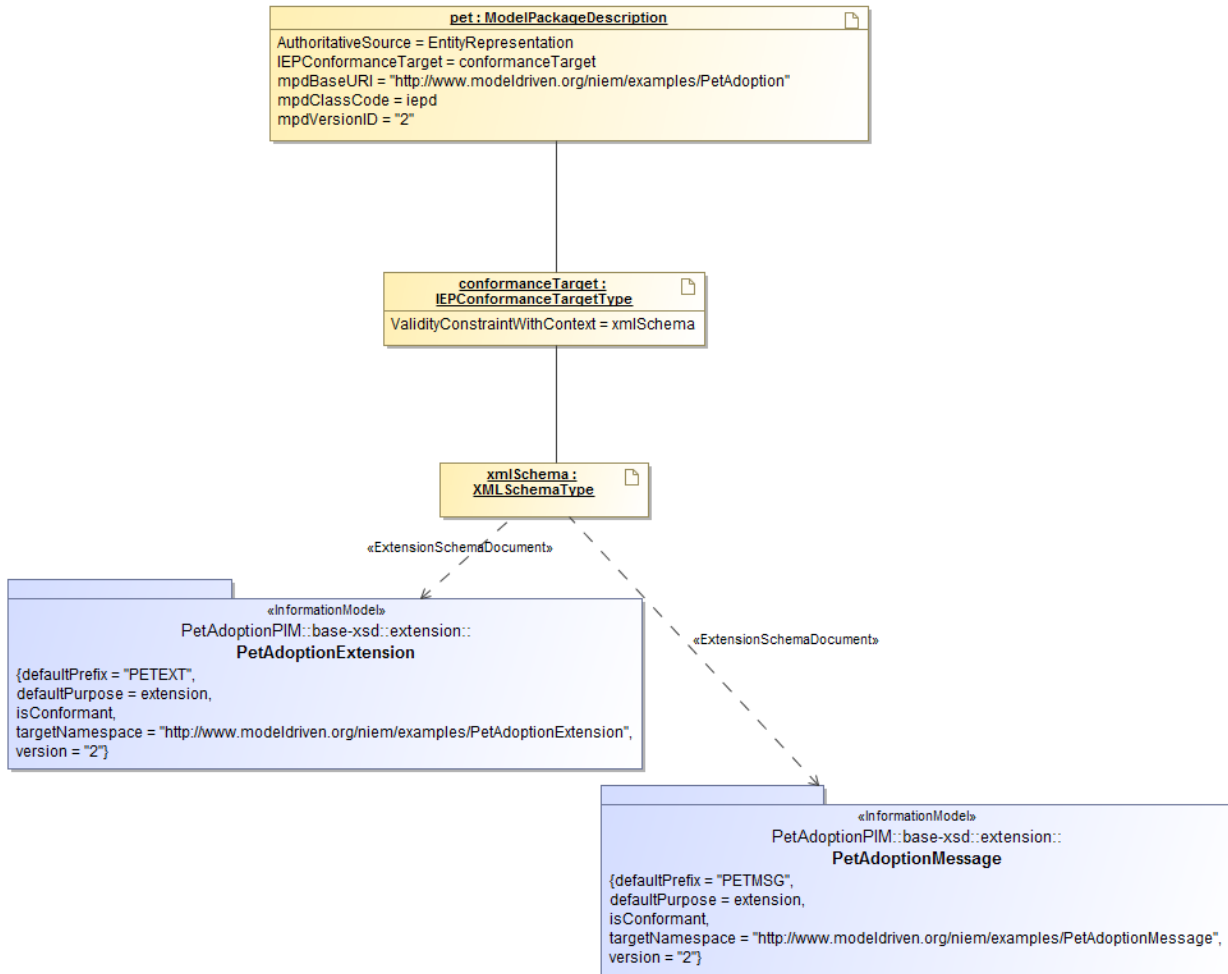 pet : ModelPackageDescription
AuthoritativeSource = EntityRepresentation
IEPConformanceTarget = conformanceTarget
mpdBaseURI = "http://www.modeldriven.org/niem/examples/PetAdoption"
mpdClassCode = iepd
mpdVersionID = "2"
conformanceTarget :
IEPConformanceTargetType
ValidityConstraintWithContext = xmlSchema
xmlSchema :
XMLSchemaType
«ExtensionSchemaDocument»
«InformationModel»
PetAdoptionPIM::base-xsd::extension::
PetAdoptionExtension
{defaultPrefix = "PETEXT",
defaultPurpose = extension,
isConformant,
targetNamespace = "http://www.modeldriven.org/niem/examples/PetAdoptionExtension",
version = "2"}
«ExtensionSchemaDocument»
«InformationModel»
PetAdoptionPIM::base-xsd::extension::
PetAdoptionMessage
{defaultPrefix = "PETMSG",
defaultPurpose = extension,
isConformant,
targetNamespace = "http://www.modeldriven.org/niem/examples/PetAdoptionMessage",
version = "2"}